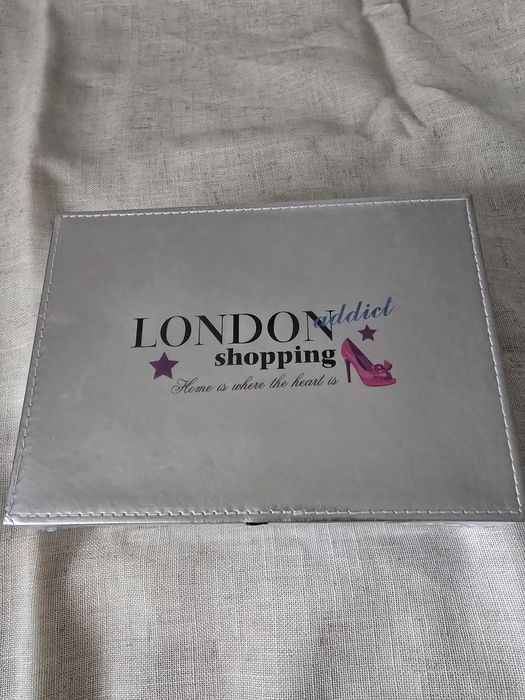 LONDON addict
shopping
Home is where the heart is